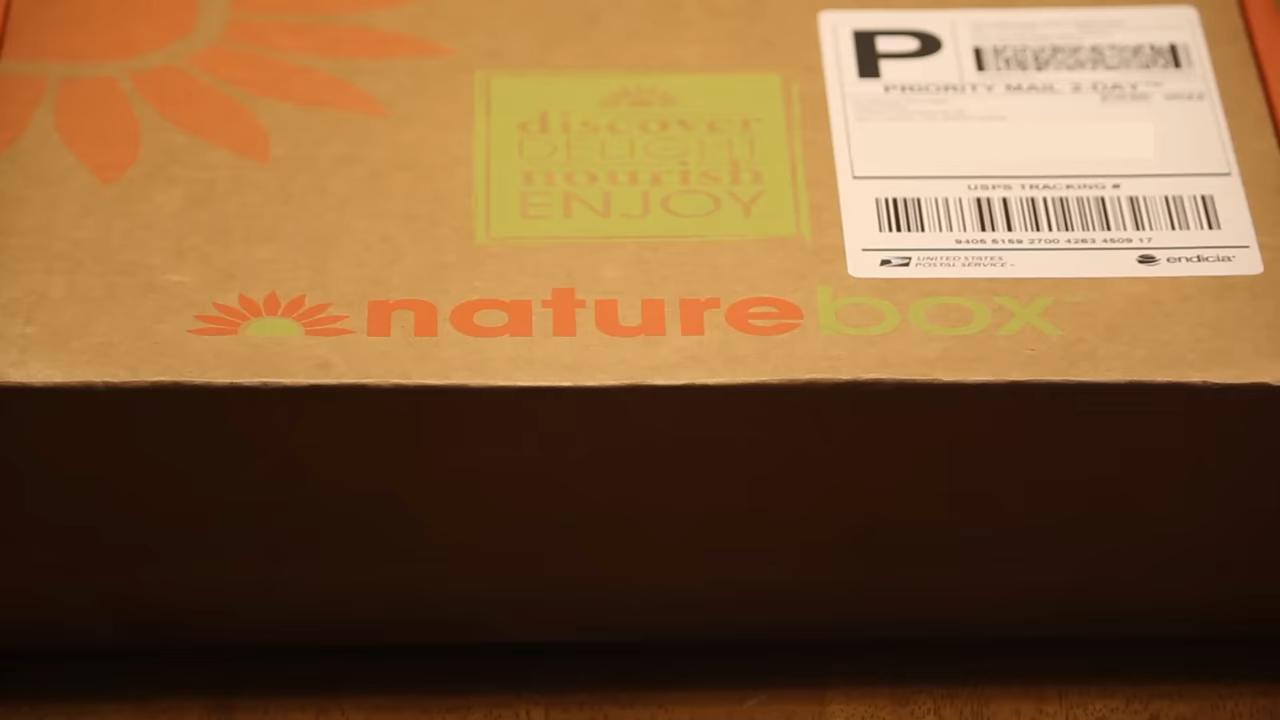 P
PRIORITY MAIL 2-DAY™
discover
DELIGHT
nourish
ENJOY
USPS TRACKING #
9405 5159 2700 4263 4509 17
UNITED STATES
POSTAL SERVICE
endicia
naturebox